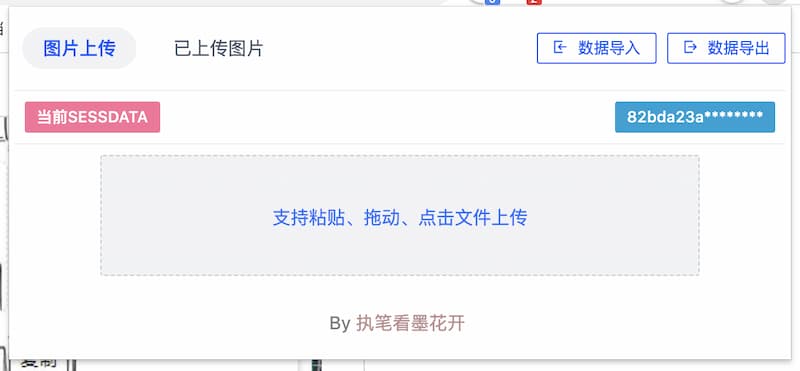 图片上传 已上传图片 数据导入 数据导出
当前SESSDATA 82bda23a********
支持粘贴、拖动、点击文件上传
By 执笔看墨花开
复制